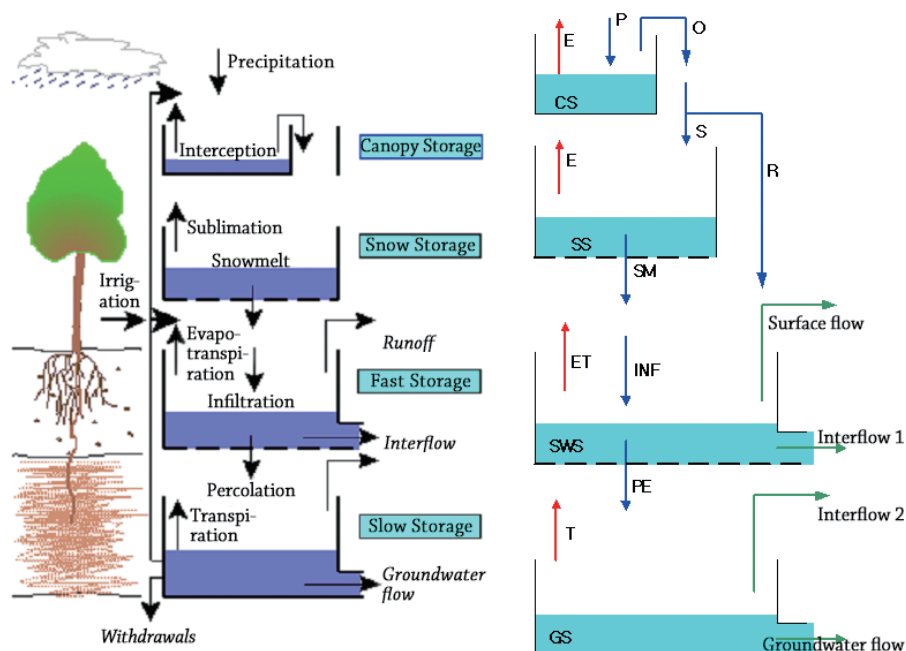 Precipitation
Interception
Canopy Storage
Sublimation
Snow Storage
Snowmelt
Irri-
gation
Evapo-
transpi-
ration
Runoff
Fast Storage
Infiltration
Interflow
Percolation
Transpi-
ration
Slow Storage
Groundwater
flow
Withdrawals
E
P
O
CS
S
E
R
SS
SM
Surface flow
ET
INF
SWS
Interflow 1
PE
Interflow 2
T
GS
Groundwater flow